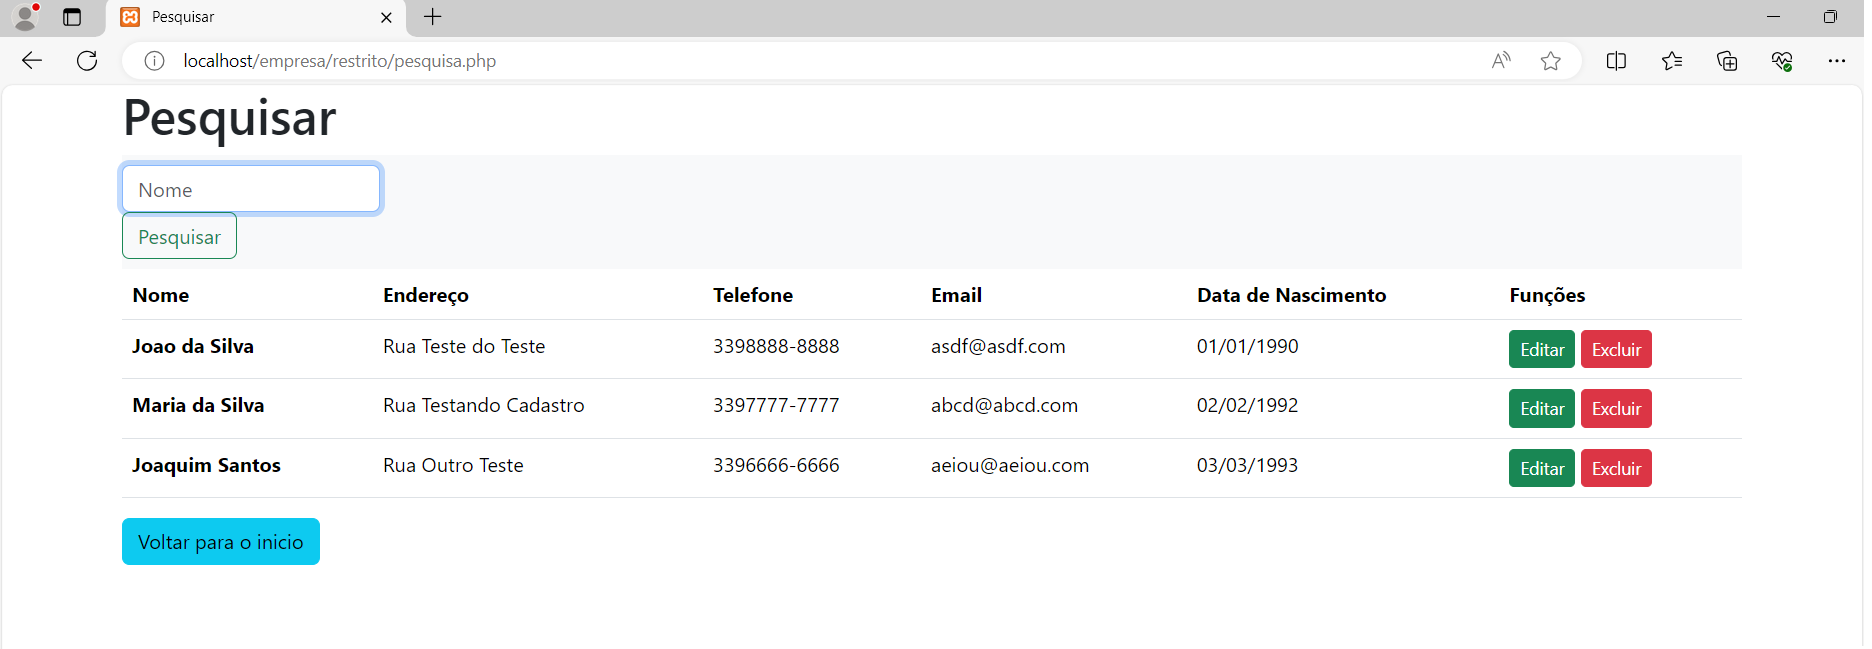 Pesquisar
localhost/empresa/restrito/pesquisa.php
Pesquisar
Nome
Pesquisar
Nome Endereço Telefone Email Data de Nascimento Funções
Joao da Silva Rua Teste do Teste 3398888-8888 asdf@asdf.com 01/01/1990 Editar Excluir
Maria da Silva Rua Testando Cadastro 3397777-7777 abcd@abcd.com 02/02/1992 Editar Excluir
Joaquim Santos Rua Outro Teste 3396666-6666 aeiou@aeiou.com 03/03/1993 Editar Excluir
Voltar para o inicio